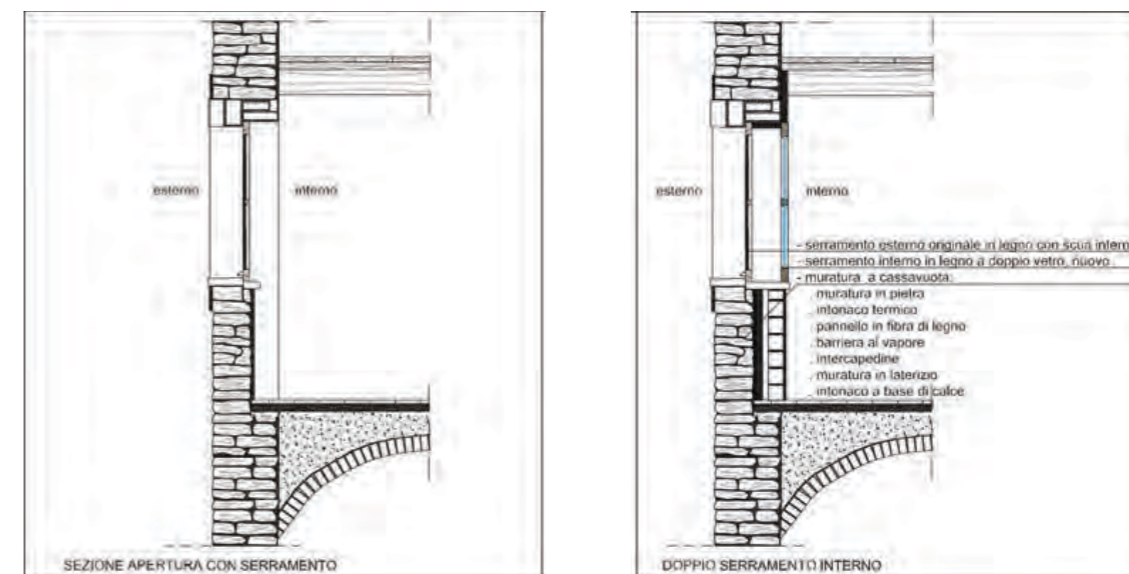 esterno
interno
SEZIONE APERTURA CON SERRAMENTO
esterno
interno
- serramento esterno originale in legno con scuri interni
- serramento interno in legno a doppio vetro, nuovo
- muratura a cassavuota:
. muratura in pietra
. intonaco termico
. pannello in fibra di legno
. barriera al vapore
. intercapedine
. muratura in laterizio
. intonaco a base di calce
DOPPIO SERRAMENTO INTERNO